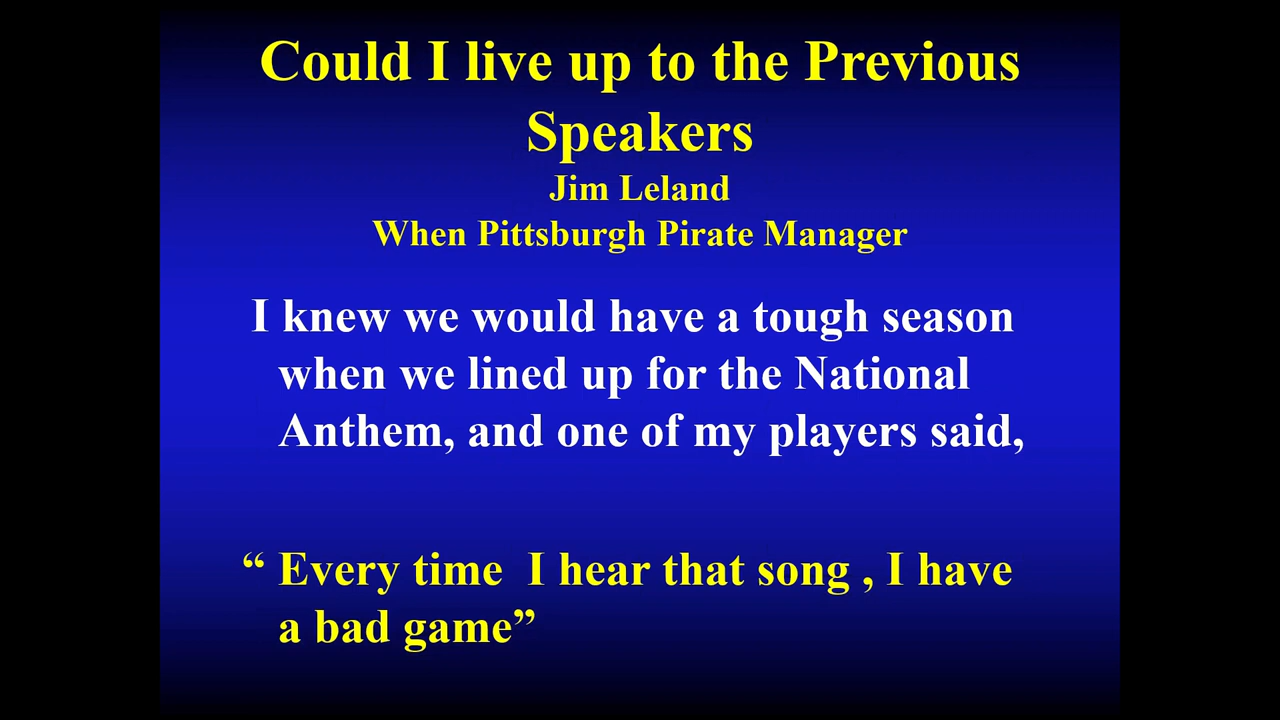 Could I live up to the Previous
Speakers
Jim Leland
When Pittsburgh Pirate Manager
I knew we would have a tough season
when we lined up for the National
Anthem, and one of my players said,
“ Every time  I hear that song , I have
a bad game”